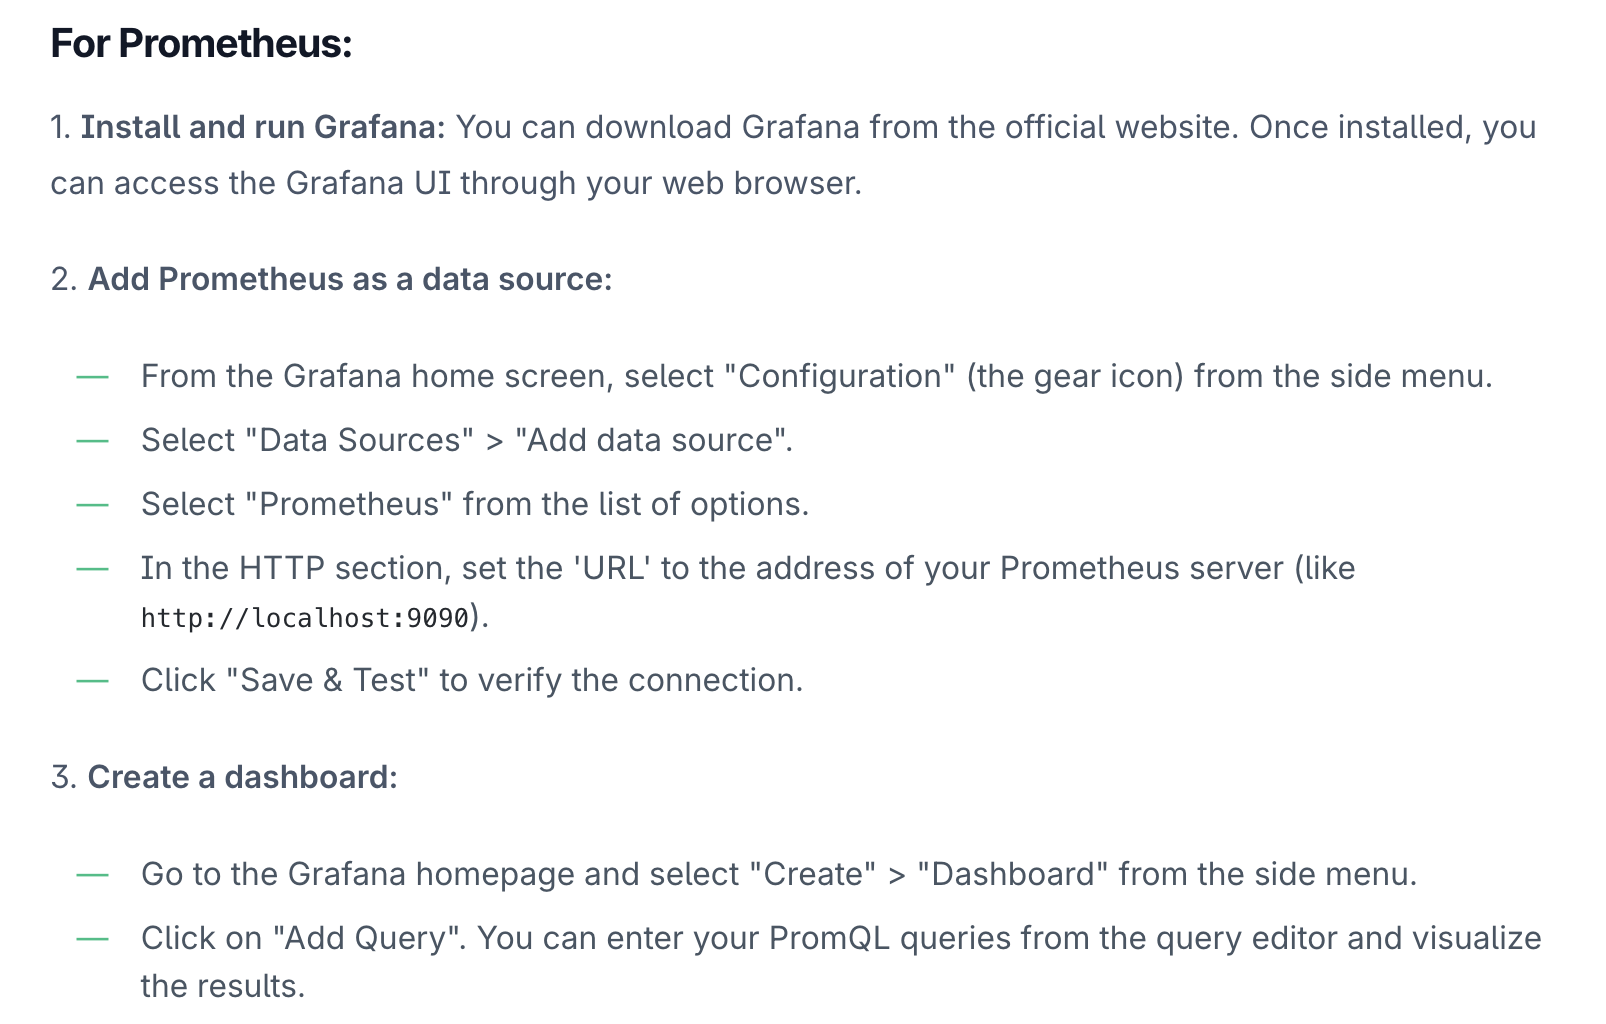 For Prometheus:
1. Install and run Grafana: You can download Grafana from the official website. Once installed, you
can access the Grafana UI through your web browser.
2. Add Prometheus as a data source:
— From the Grafana home screen, select "Configuration" (the gear icon) from the side menu.
— Select "Data Sources" > "Add data source".
— Select "Prometheus" from the list of options.
— In the HTTP section, set the 'URL' to the address of your Prometheus server (like
http://localhost:9090).
— Click "Save & Test" to verify the connection.
3. Create a dashboard:
— Go to the Grafana homepage and select "Create" > "Dashboard" from the side menu.
— Click on "Add Query". You can enter your PromQL queries from the query editor and visualize
the results.